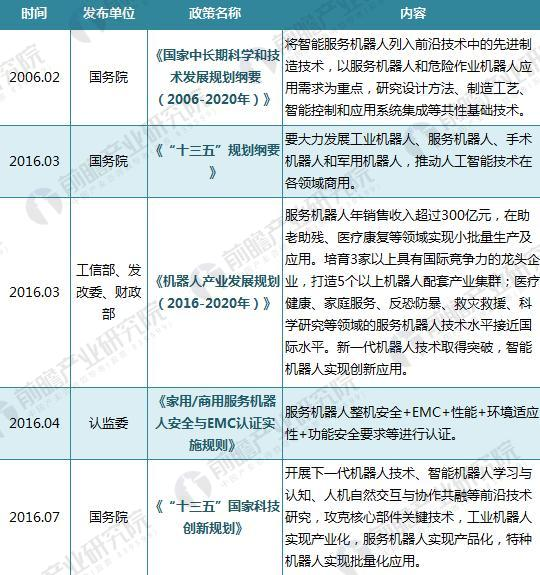 时间 发布单位 政策名称 内容
2006.02 国务院
《国家中长期科学和技
术发展规划纲要
（2006-2020年）》
将智能服务机器人列入前沿技术中的先进制
造技术，以服务机器人和危险作业机器人应
用需求为重点，研究设计方法、制造工艺、
智能控制和应用系统集成等共性基础技术。
2016.03 国务院
《“十三五”规划纲要
》
要大力发展工业机器人、服务机器人、手术
机器人和军用机器人，推动人工智能技术在
各领域商用。
2016.03
工信部、发
改委、财政
部
《机器人产业发展规划
（2016-2020年）》
服务机器人年销售收入超过300亿元，在助
老助残、医疗康复等领域实现小批量生产及
应用。培育3家以上具有国际竞争力的龙头企
业，打造5个以上机器人配套产业集群；医疗
健康、家庭服务、反恐防暴、救灾救援、科
学研究等领域的服务机器人技术水平接近国
际水平。新一代机器人技术取得突破，智能
机器人实现创新应用。
2016.04 认监委
《家用/商用服务机器
人安全与EMC认证实
施规则》
服务机器人整机安全+EMC+性能+环境适应
性+功能安全要求等进行认证。
2016.07 国务院
《“十三五”国家科技
创新规划》
开展下一代机器人技术、智能机器人学习与
认知、人机自然交互与协作共融等前沿技术
研究，攻克核心部件关键技术，工业机器人
实现产业化，服务机器人实现产品化，特种
机器人实现批量化应用。
前瞻产业研究院